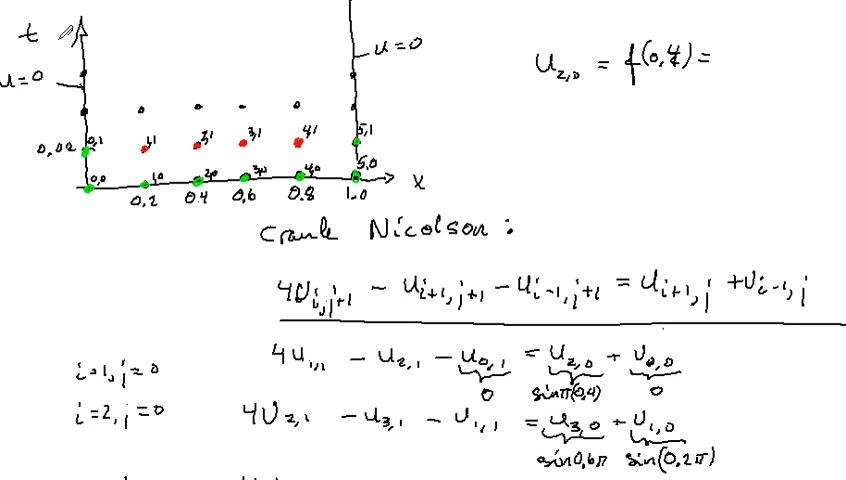 t
u=0
u=0
U2,0 = f(0,4) =
0,02 0,1 1,1 2,1 3,1 4,1 5,1
0,0 1,0 2,0 3,0 4,0 5,0
x
0.2 0.4 0.6 0.8 1.0
Crank Nicolson :
4Ui,j+1 - ui+1,j+1 - ui-1,j+1 = ui+1,j + ui-1,j
i=1, j=0 4u1,1 - u2,1 - u0,1 = u2,0 + u0,0
0 sinπ(0,4) 0
i=2, j=0 4U2,1 - u3,1 - u1,1 = u3,0 + u1,0
sin0,6π sin(0,2π)